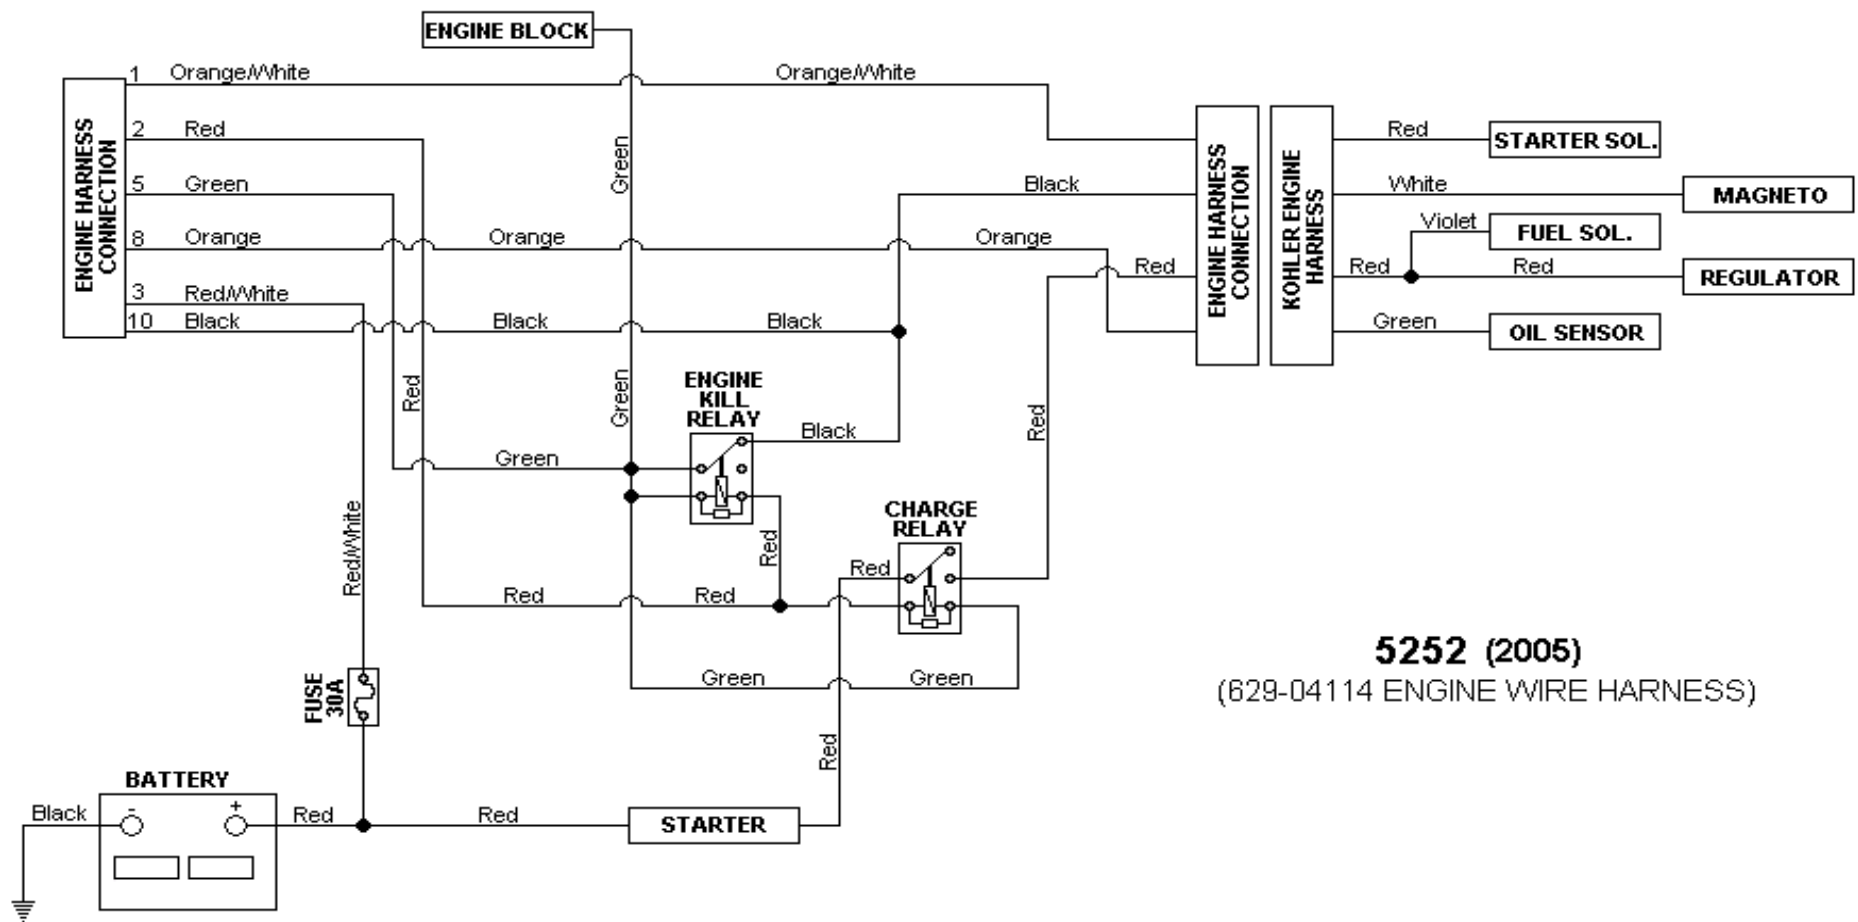 ENGINE BLOCK
1 Orange/White Orange/White
ENGINE HARNESS
CONNECTION
2 Red
Green
5 Green
Black
8 Orange Orange Orange
3 Red/White
10 Black Black Black
Red
ENGINE HARNESS
CONNECTION
KOHLER ENGINE
HARNESS
Red STARTER SOL.
White MAGNETO
Violet FUEL SOL.
Red Red REGULATOR
Green OIL SENSOR
Red
Green
ENGINE
KILL
RELAY
Black
Red
Green
Red/White
Red
CHARGE
RELAY
Red
Red Red
Green Green
FUSE
30A
Red
BATTERY
- +
Black
Red Red
STARTER
5252 (2005)
(629-04114 ENGINE WIRE HARNESS)